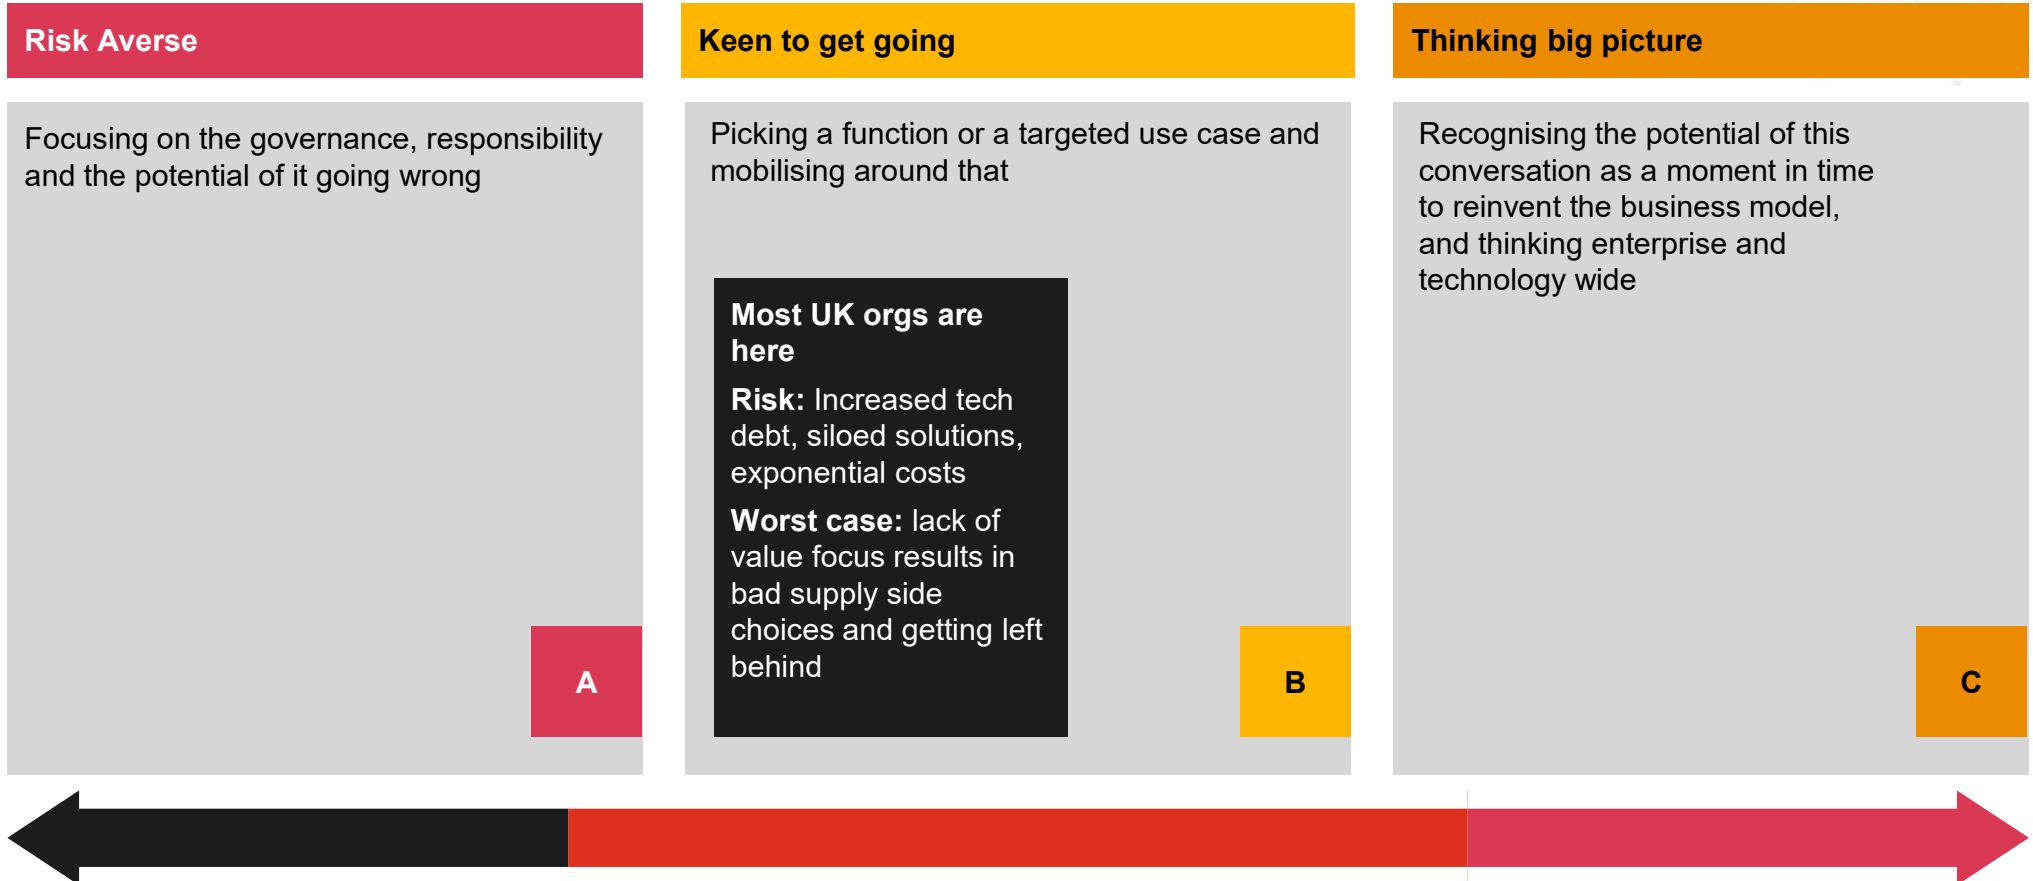 Risk Averse
Focusing on the governance, responsibility
and the potential of it going wrong
A
Keen to get going
Picking a function or a targeted use case and
mobilising around that
Most UK orgs are
here
Risk: Increased tech
debt, siloed solutions,
exponential costs
Worst case: lack of
value focus results in
bad supply side
choices and getting left
behind
B
Thinking big picture
Recognising the potential of this
conversation as a moment in time
to reinvent the business model,
and thinking enterprise and
technology wide
C